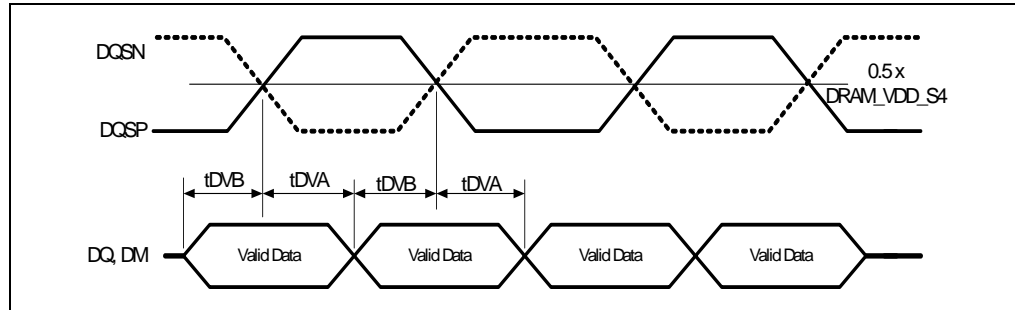 DQSN
0.5 x
DRAM_VDD_S4
DQSP
tDVB tDVA tDVB tDVA
DQ, DM Valid Data Valid Data Valid Data Valid Data